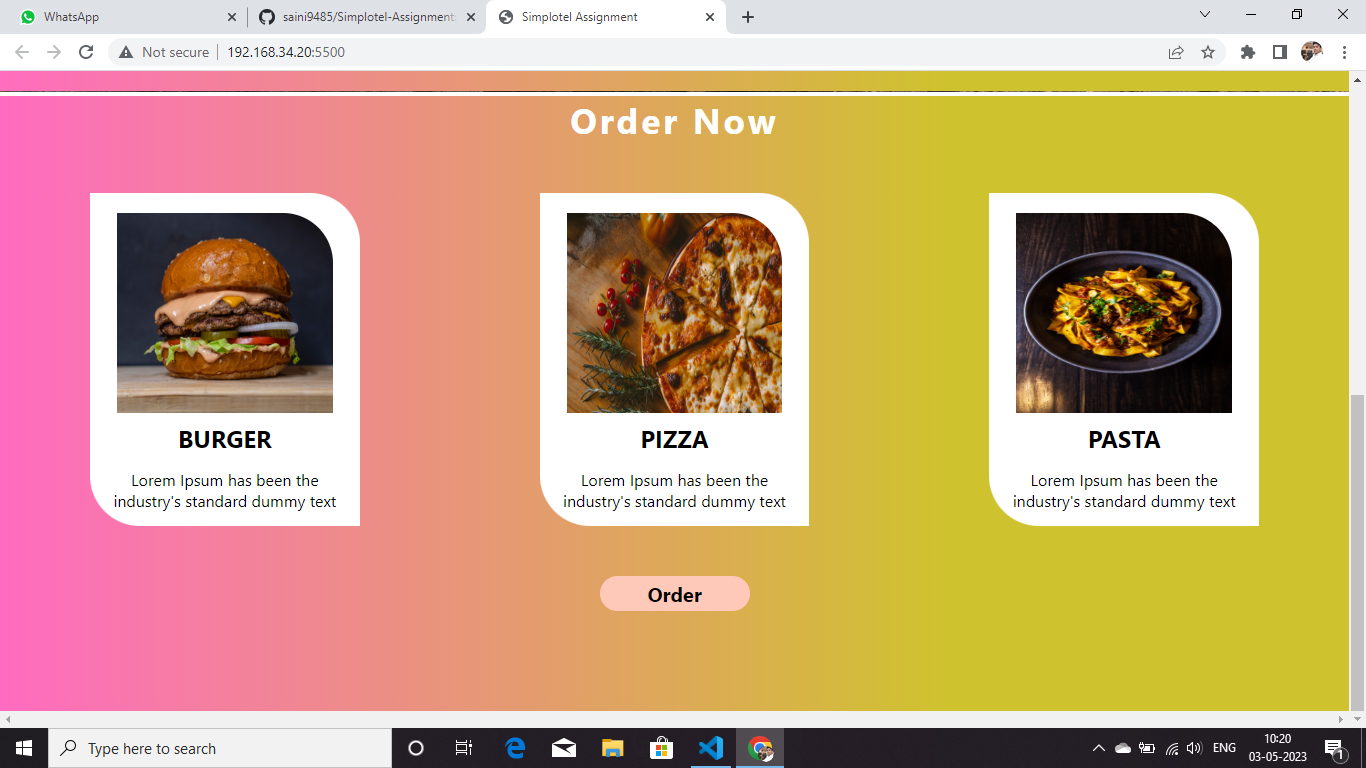 WhatsApp
saini9485/Simplotel-Assignment:
Simplotel Assignment
Not secure
192.168.34.20:5500
Order Now
BURGER
Lorem Ipsum has been the
industry's standard dummy text
PIZZA
Lorem Ipsum has been the
industry's standard dummy text
PASTA
Lorem Ipsum has been the
industry's standard dummy text
Order
Type here to search
ENG
10:20
03-05-2023
1